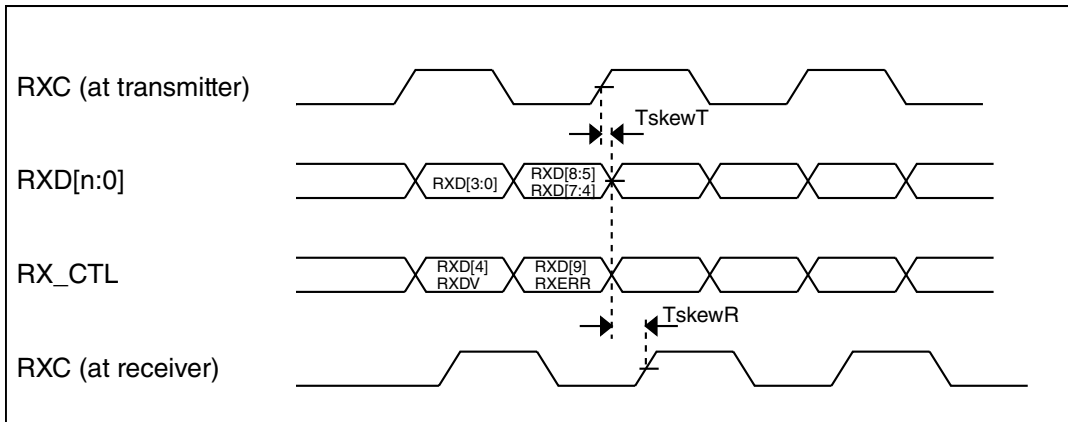 RXC (at transmitter)
TskewT
RXD[n:0]
RXD[3:0]
RXD[8:5]
RXD[7:4]
RX_CTL
RXD[4]
RXDV
RXD[9]
RXERR
TskewR
RXC (at receiver)